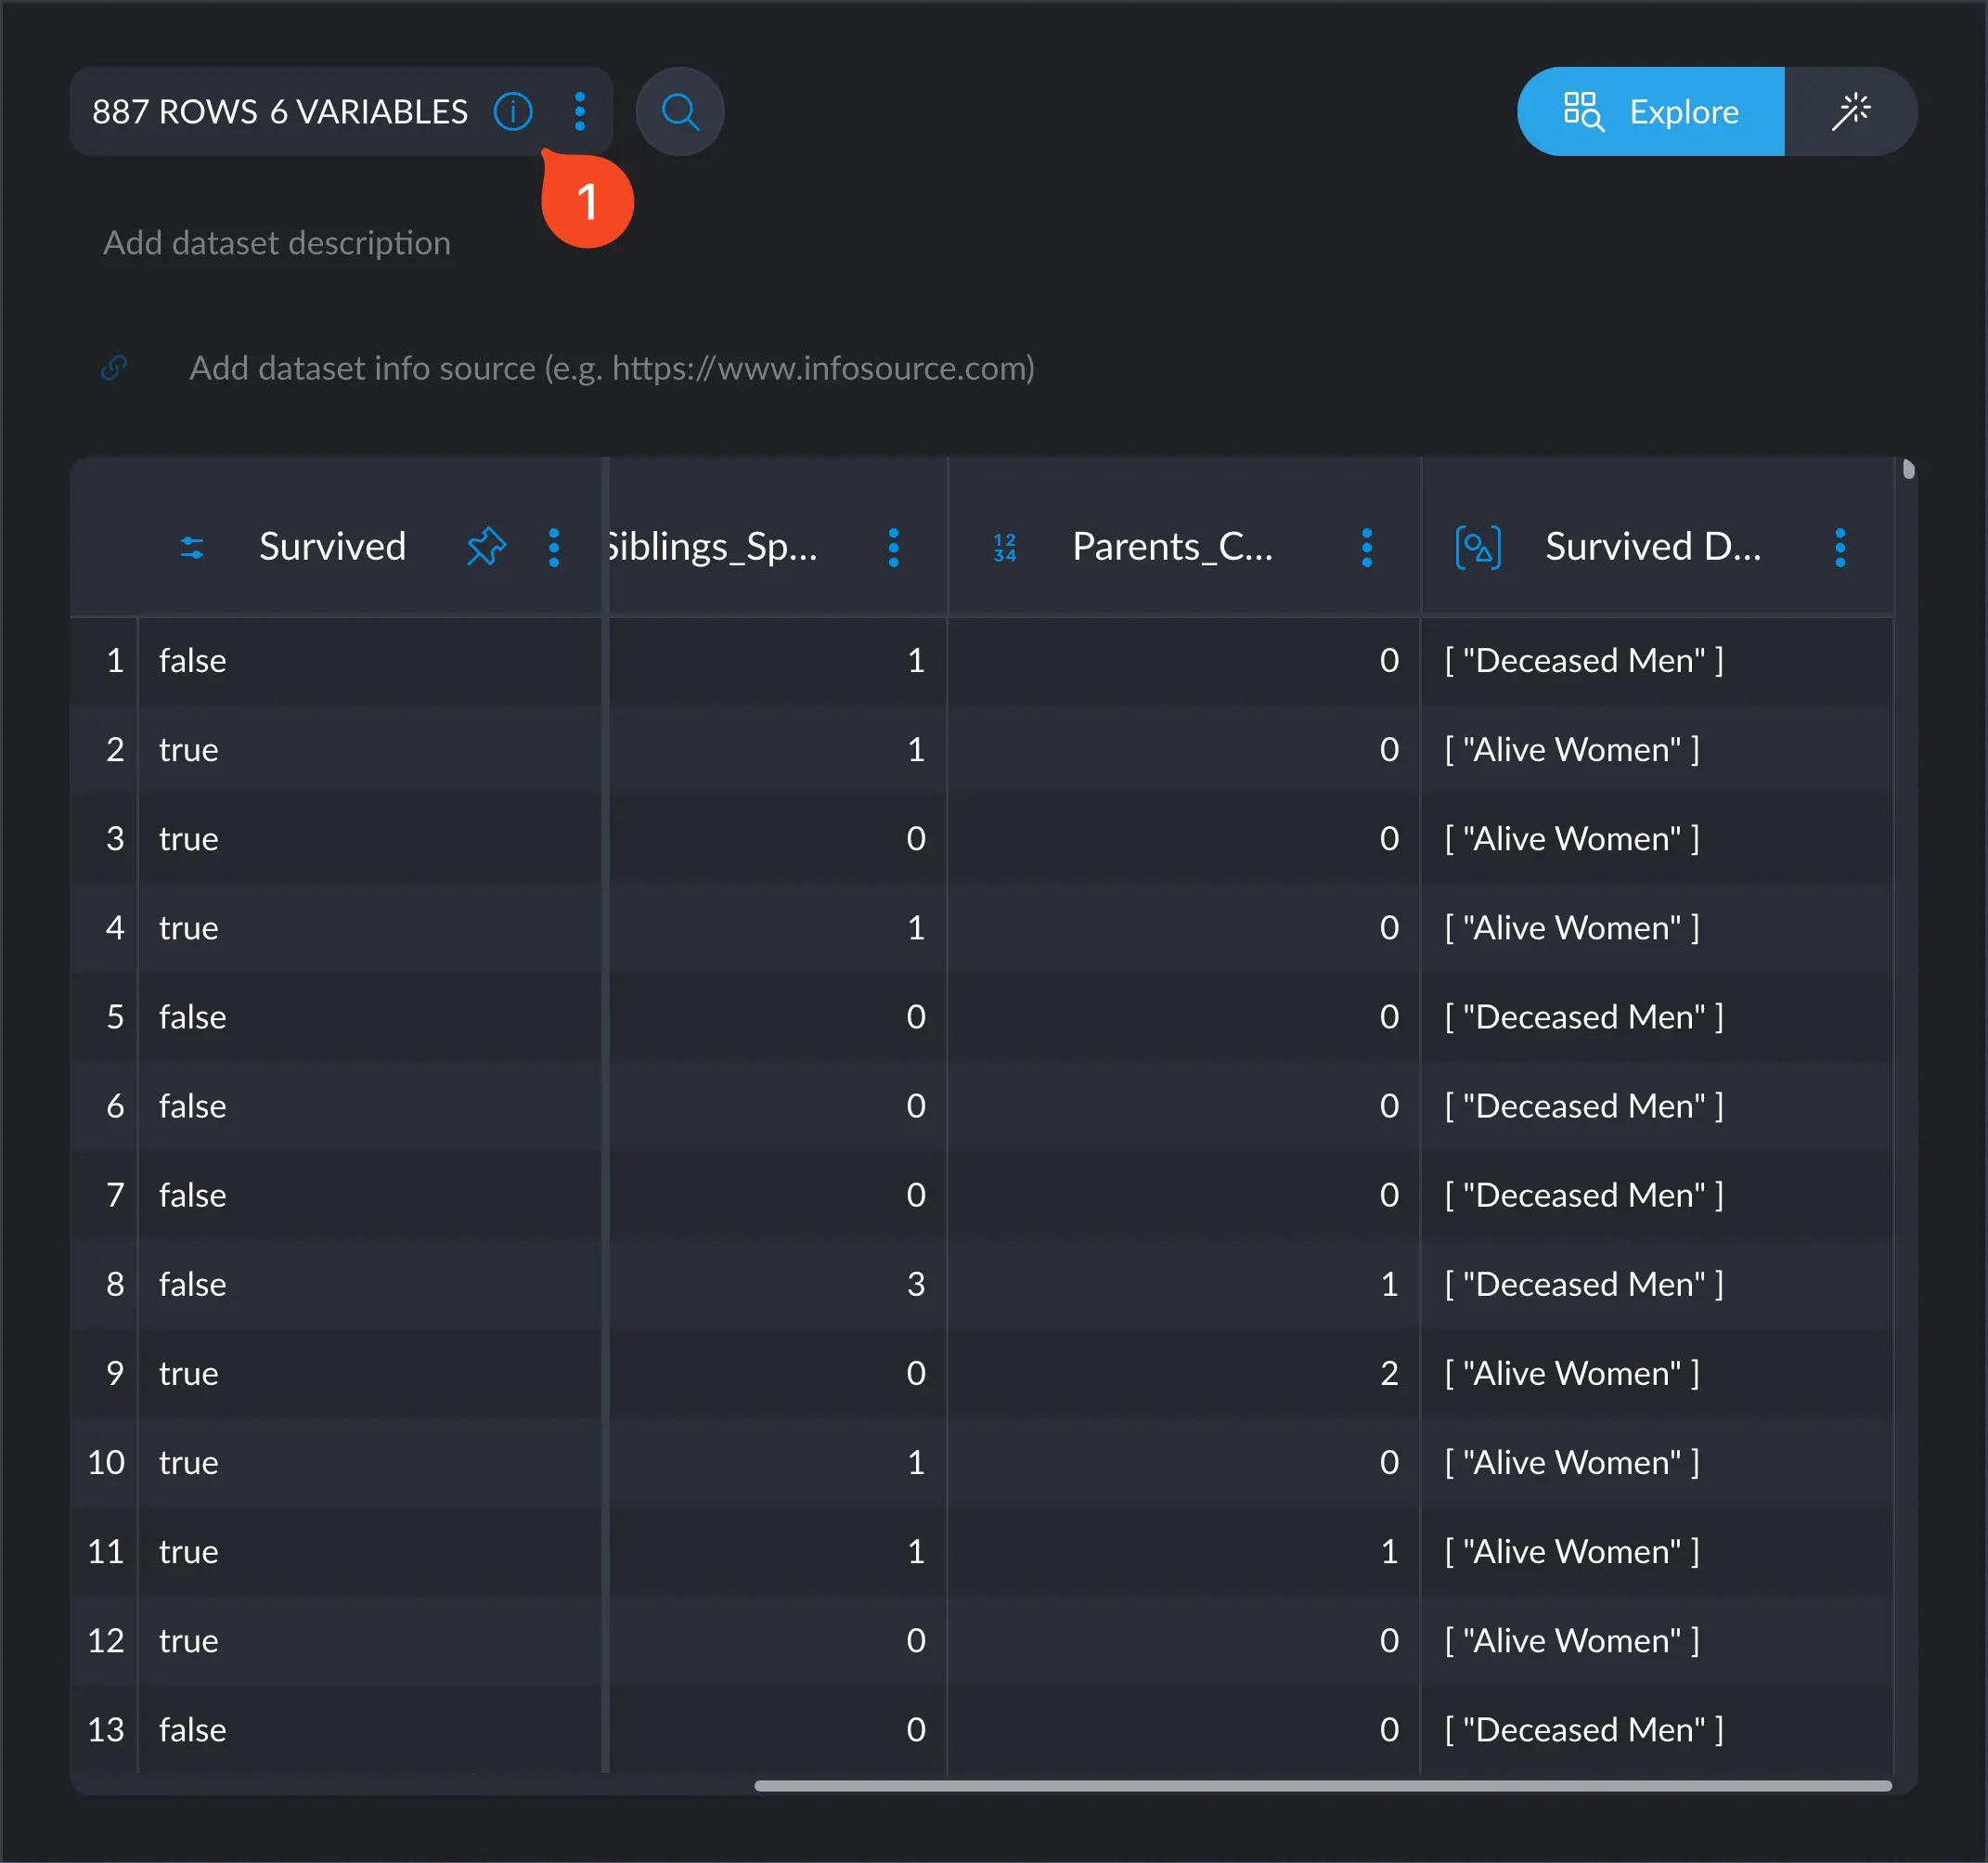 887 ROWS 6 VARIABLES
Explore
1
Add dataset description
Add dataset info source (e.g. https://www.infosource.com)
Survived Siblings_Sp... 12 34 Parents_C... Survived D...
1 false 1 0 [ "Deceased Men" ]
2 true 1 0 [ "Alive Women" ]
3 true 0 0 [ "Alive Women" ]
4 true 1 0 [ "Alive Women" ]
5 false 0 0 [ "Deceased Men" ]
6 false 0 0 [ "Deceased Men" ]
7 false 0 0 [ "Deceased Men" ]
8 false 3 1 [ "Deceased Men" ]
9 true 0 2 [ "Alive Women" ]
10 true 1 0 [ "Alive Women" ]
11 true 1 1 [ "Alive Women" ]
12 true 0 0 [ "Alive Women" ]
13 false 0 0 [ "Deceased Men" ]